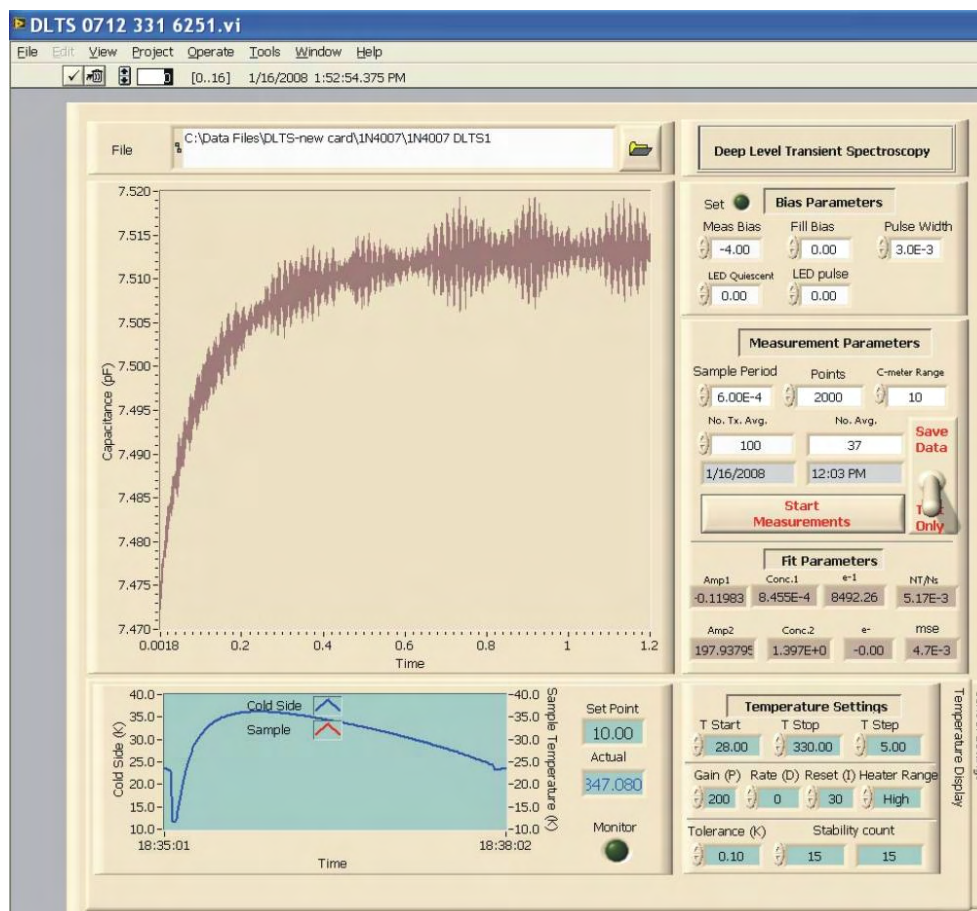 DLTS 0712 331 6251.vi
File Edit View Project Operate Tools Window Help
[0..16] 1/16/2008 1:52:54.375 PM
File C:\Data Files\DLTS-new card\1N4007\1N4007 DLTS1
Deep Level Transient Spectroscopy
7.520
7.515
7.510
7.505
7.500
7.495
7.490
7.485
7.480
7.475
7.470
Capacitance (pF)
0.0018 0.2 0.4 0.6 0.8 1 1.2
Time
Set Bias Parameters
Meas Bias Fill Bias Pulse Width
-4.00 0.00 3.0E-3
LED Quiescent LED pulse
0.00 0.00
Measurement Parameters
Sample Period Points C-meter Range
6.00E-4 2000 10
No. Tx. Avg. No. Avg.
100 37
Save
Data
1/16/2008 12:03 PM
Start
Measurements
Only
Fit Parameters
Amp1 Conc.1 e-1 NT/Ns
-0.11983 8.455E-4 8492.26 5.17E-3
Amp2 Conc.2 e- mse
197.93795 1.397E+0 -0.00 4.7E-3
40.0 Cold Side 40.0
35.0 Sample 35.0
30.0 30.0
25.0 25.0
20.0 20.0
15.0 15.0
10.0 10.0
Cold Side (K)
Sample Temperature (K)
18:35:01 18:38:02
Time
Set Point
10.00
Actual
347.080
Monitor
Temperature Settings
T Start T Stop T Step
28.00 330.00 5.00
Gain (P) Rate (D) Reset (I) Heater Range
200 0 30 High
Tolerance (K) Stability count
0.10 15 15
Temperature Display